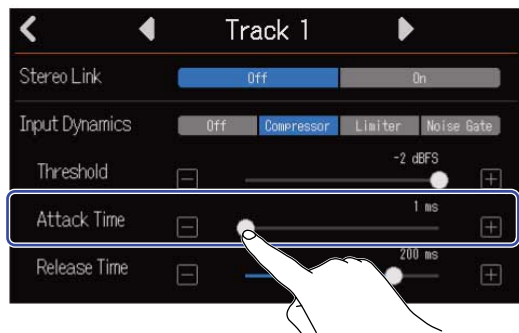 Track 1
Stereo Link Off On
Input Dynamics Off Compressor Limiter Noise Gate
Threshold -2 dBFS
Attack Time 1 ms
Release Time 200 ms